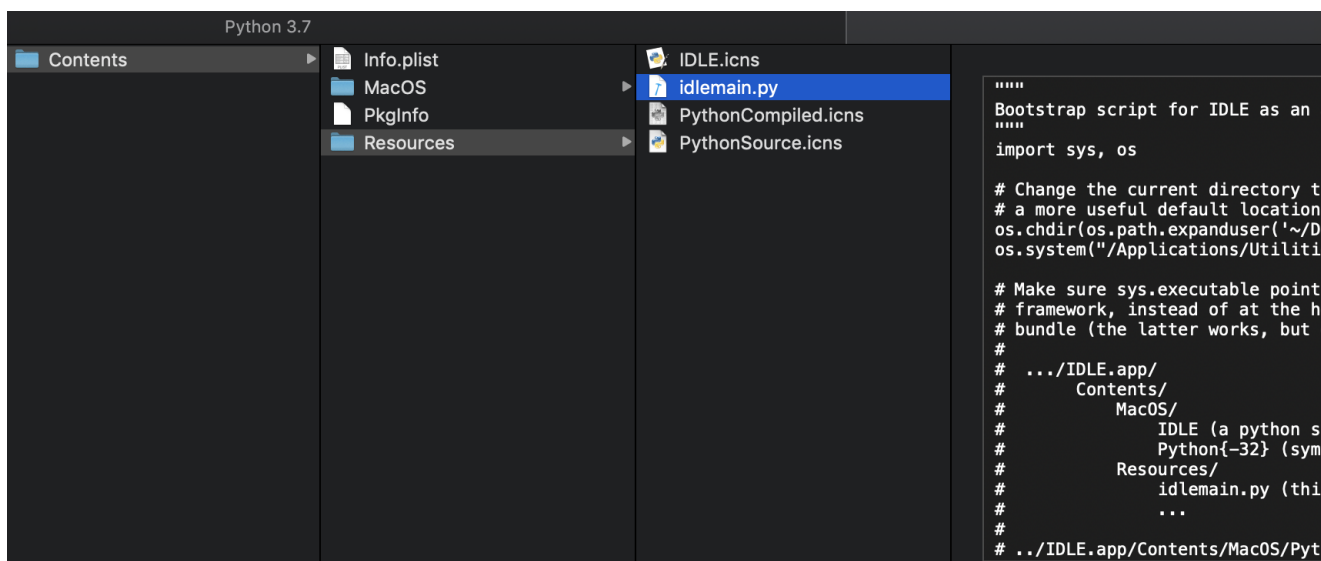 Python 3.7
Contents
Info.plist
MacOS
PkgInfo
Resources
IDLE.icns
idlemain.py
PythonCompiled.icns
PythonSource.icns
"""
Bootstrap script for IDLE as an
"""
import sys, os
# Change the current directory t
# a more useful default location
os.chdir(os.path.expanduser('~/D
os.system("/Applications/Utiliti
# Make sure sys.executable point
# framework, instead of at the h
# bundle (the latter works, but
#
#  .../IDLE.app/
#       Contents/
#           MacOS/
#               IDLE (a python s
#               Python{-32} (sym
#           Resources/
#               idlemain.py (thi
#               ...
#
# ../IDLE.app/Contents/MacOS/Pyt